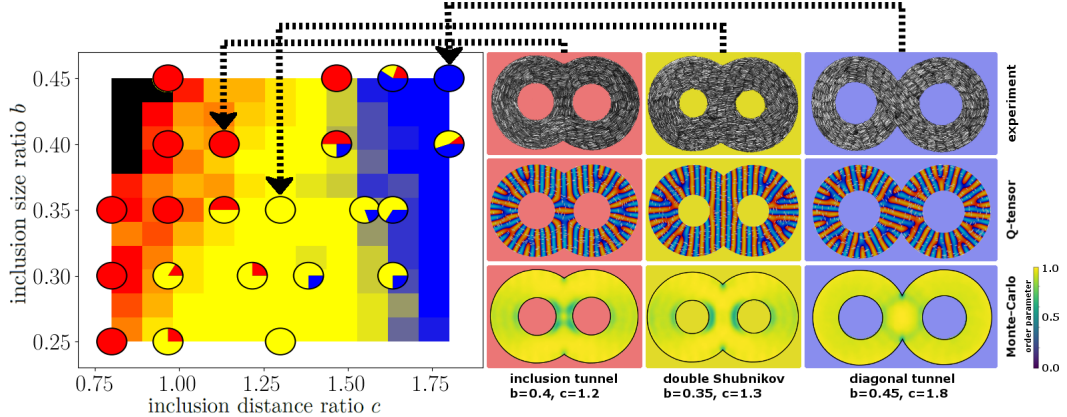 inclusion size ratio b
0.45
0.40
0.35
0.30
0.25
0.75
1.00
1.25
1.50
1.75
inclusion distance ratio c
experiment
Q-tensor
Monte-Carlo
order parameter
1.0
0.5
0.0
inclusion tunnel
b=0.4, c=1.2
double Shubnikov
b=0.35, c=1.3
diagonal tunnel
b=0.45, c=1.8